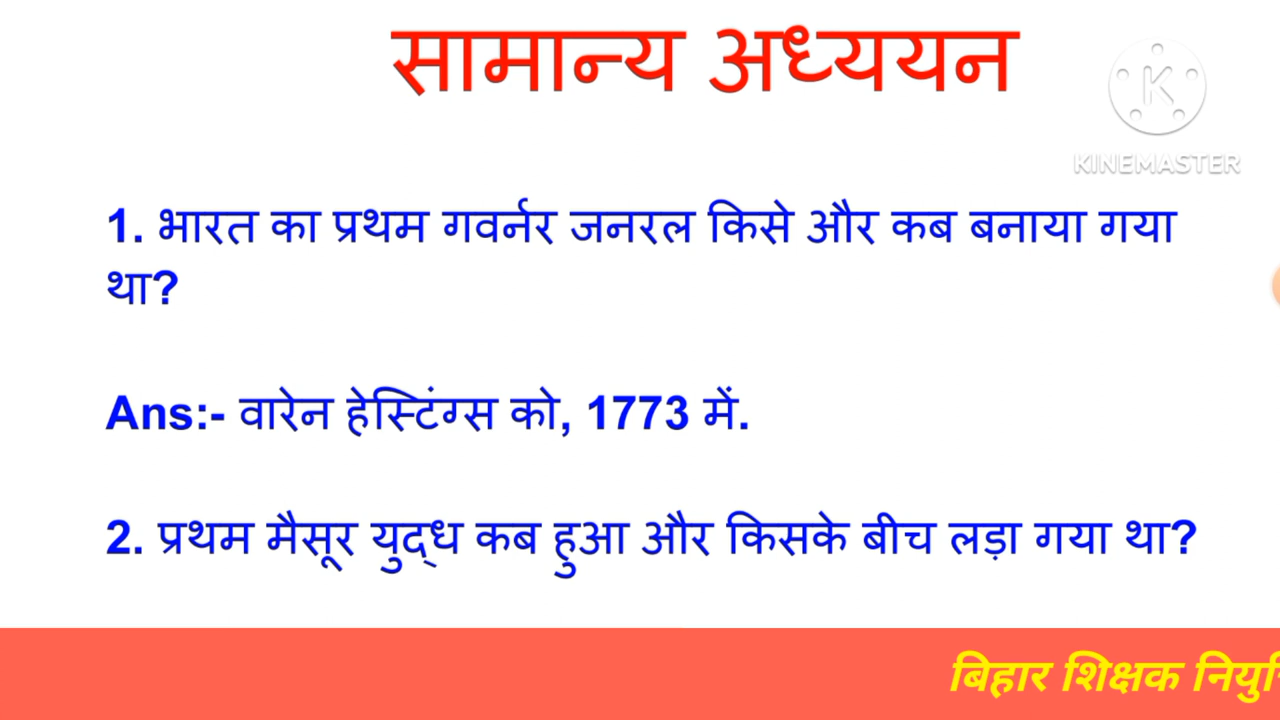 सामान्य अध्ययन
KINEMASTER
1. भारत का प्रथम गवर्नर जनरल किसे और कब बनाया गया
था?
Ans:- वारेन हेस्टिंग्स को, 1773 में.
2. प्रथम मैसूर युद्ध कब हुआ और किसके बीच लड़ा गया था?
बिहार शिक्षक